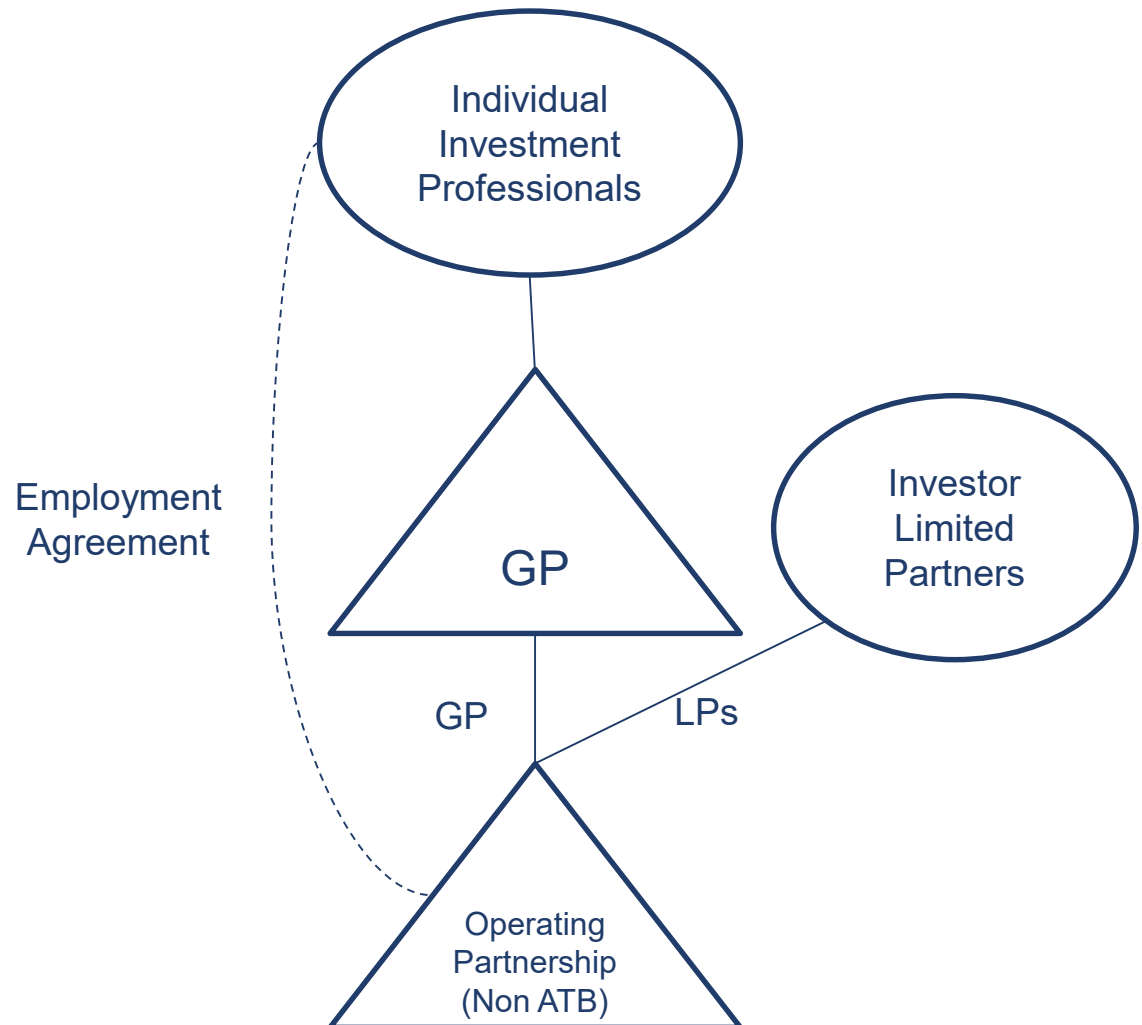 Individual
Investment
Professionals
Employment
Agreement
GP
Investor
Limited
Partners
GP
LPs
Operating
Partnership
(Non ATB)